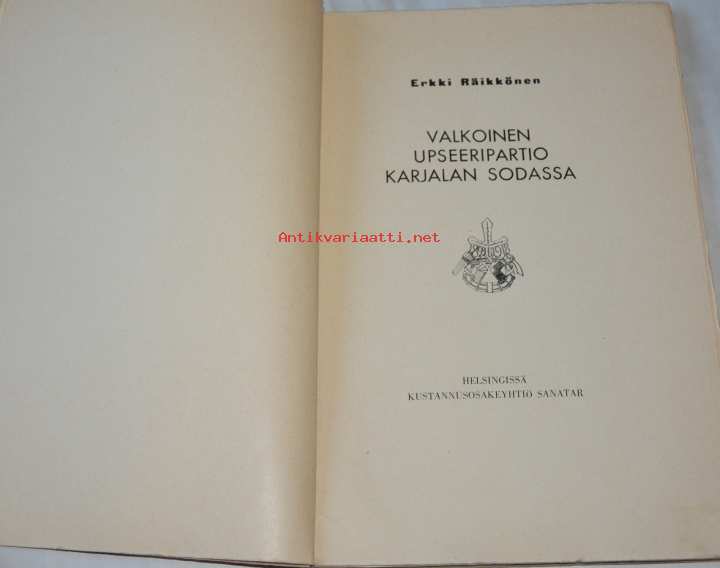 Erkki Räikkönen
VALKOINEN
UPSEERIPARTIO
KARJALAN SODASSA
Antikvariaatti.net
HELSINGISSÄ
KUSTANNUSOSAKEYHTIÖ SANATAR